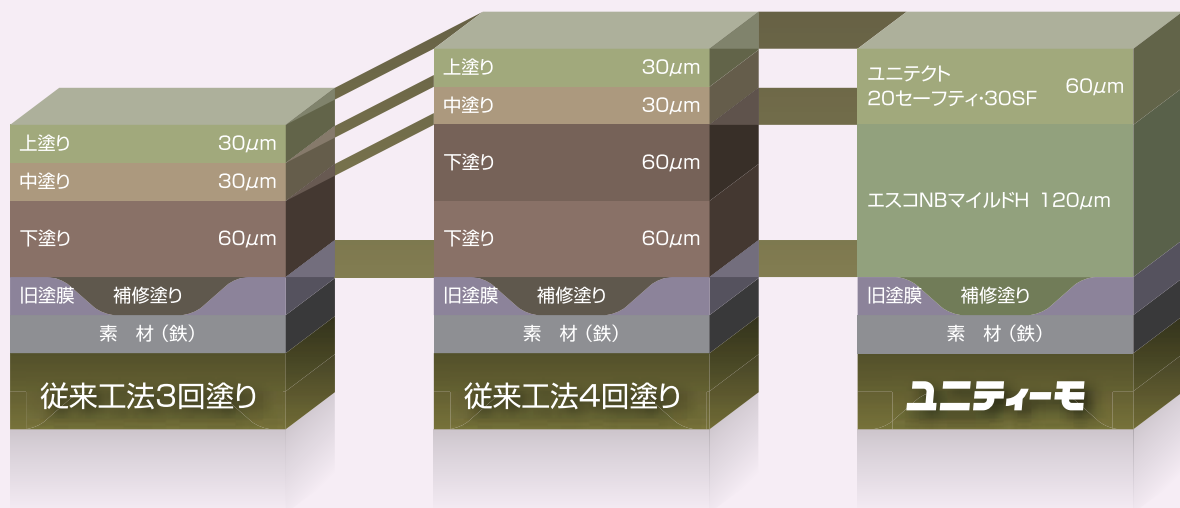 上塗り 30μm
中塗り 30μm
下塗り 60μm
旧塗膜 補修塗り
素 材（鉄）
従来工法3回塗り
上塗り 30μm
中塗り 30μm
下塗り 60μm
下塗り 60μm
旧塗膜 補修塗り
素 材（鉄）
従来工法4回塗り
ユニテクト
20セーフティ・30SF 60μm
エスコNBマイルドH 120μm
旧塗膜 補修塗り
素 材（鉄）
ユニティーモ